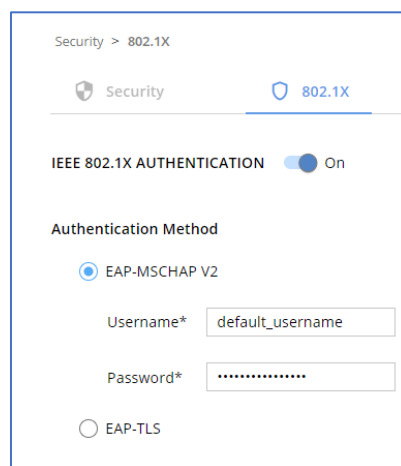 Security > 802.1X
Security 802.1X
IEEE 802.1X AUTHENTICATION On
Authentication Method
EAP-MSCHAP V2
Username* default_username
Password* ••••••••••••••••
EAP-TLS